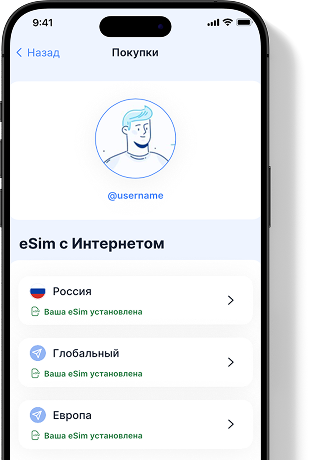 9:41
Назад
Покупки
@username
eSim с Интернетом
Россия
Ваша eSim установлена
Глобальный
Ваша eSim установлена
Европа
Ваша eSim установлена